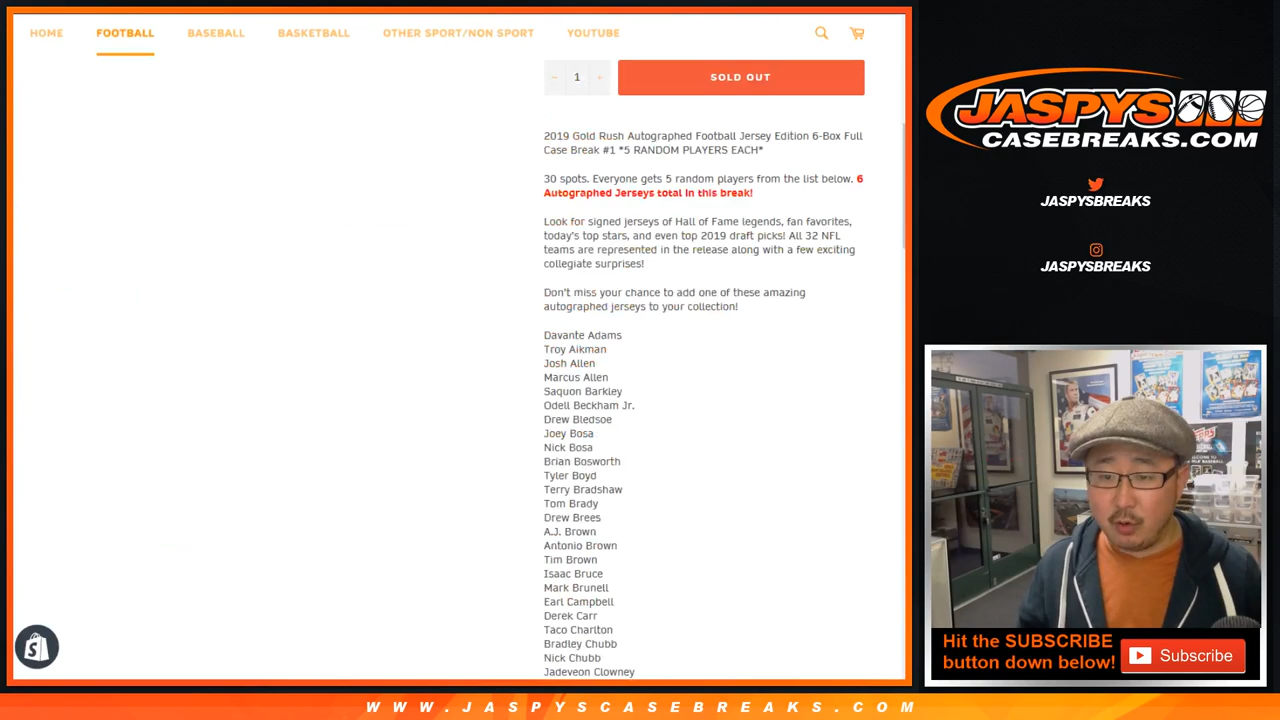 HOME FOOTBALL BASEBALL BASKETBALL OTHER SPORT/NON SPORT YOUTUBE
− 1 + SOLD OUT
2019 Gold Rush Autographed Football Jersey Edition 6-Box Full
Case Break #1 *5 RANDOM PLAYERS EACH*
30 spots. Everyone gets 5 random players from the list below. 6
Autographed Jerseys total in this break!
Look for signed jerseys of Hall of Fame legends, fan favorites,
today's top stars, and even top 2019 draft picks! All 32 NFL
teams are represented in the release along with a few exciting
collegiate surprises!
Don't miss your chance to add one of these amazing
autographed jerseys to your collection!
Davante Adams
Troy Aikman
Josh Allen
Marcus Allen
Saquon Barkley
Odell Beckham Jr.
Drew Bledsoe
Joey Bosa
Nick Bosa
Brian Bosworth
Tyler Boyd
Terry Bradshaw
Tom Brady
Drew Brees
A.J. Brown
Antonio Brown
Tim Brown
Isaac Bruce
Mark Brunell
Earl Campbell
Derek Carr
Taco Charlton
Bradley Chubb
Nick Chubb
Jadeveon Clowney
JASPYS
CASEBREAKS.COM
JASPYSBREAKS
JASPYSBREAKS
Hit the SUBSCRIBE
button down below!
Subscribe
WWW.JASPYSCASEBREAKS.COM